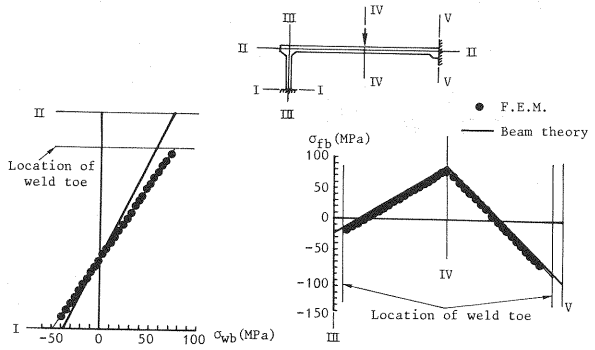 III
IV
V
II
II
I
I
IV
V
III
● F.E.M.
— Beam theory
II
Location of
weld toe
I
-50
0
50
100
σwb(MPa)
σfb(MPa)
100
50
0
-50
-100
-150
IV
III
V
Location of weld toe